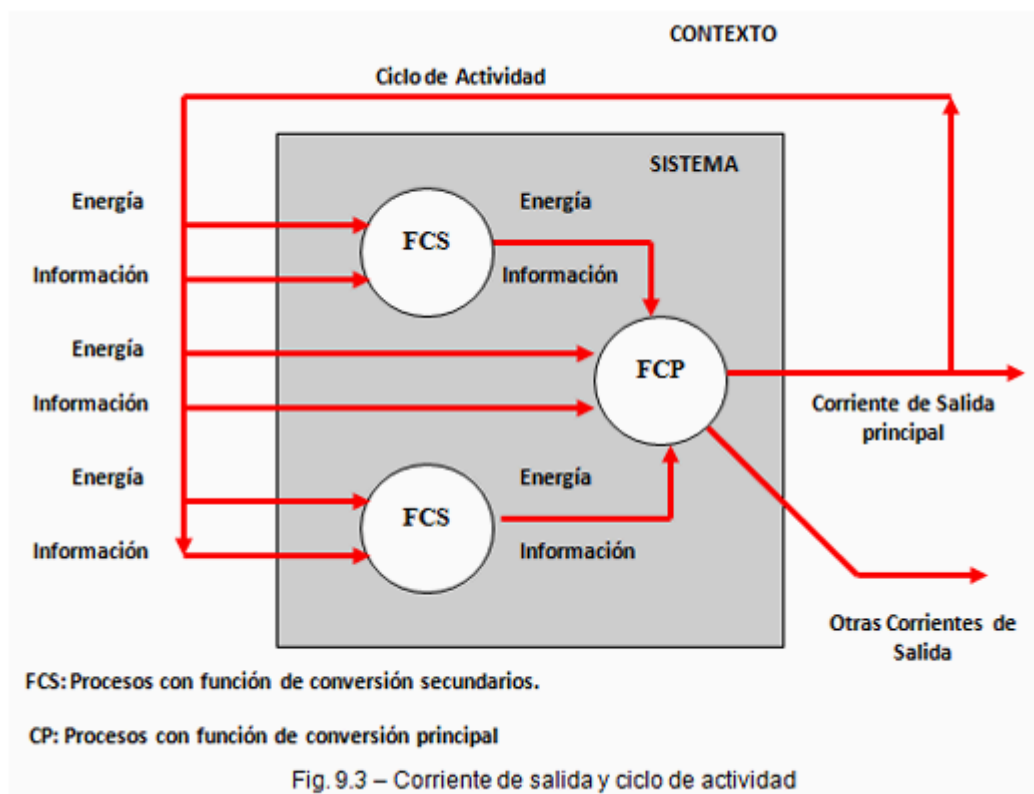 CONTEXTO
Ciclo de Actividad
SISTEMA
Energía
FCS
Energía
Información
Información
Energía
FCP
Información
Corriente de Salida
principal
Energía
FCS
Energía
Información
Información
Otras Corrientes de
Salida
FCS: Procesos con función de conversión secundarios.
CP: Procesos con función de conversión principal
Fig. 9.3 – Corriente de salida y ciclo de actividad